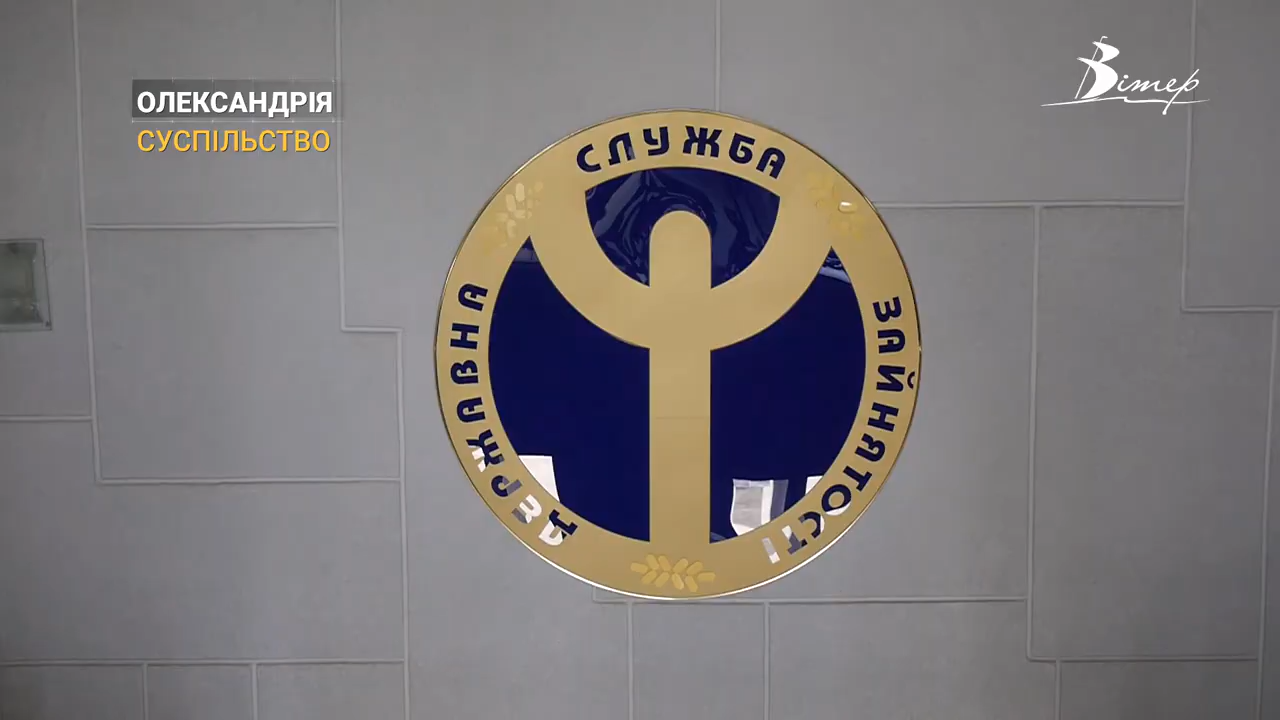 ОЛЕКСАНДРІЯ
СУСПІЛЬСТВО
Вітер
ДЕРЖАВНА СЛУЖБА ЗАЙНЯТОСТІ